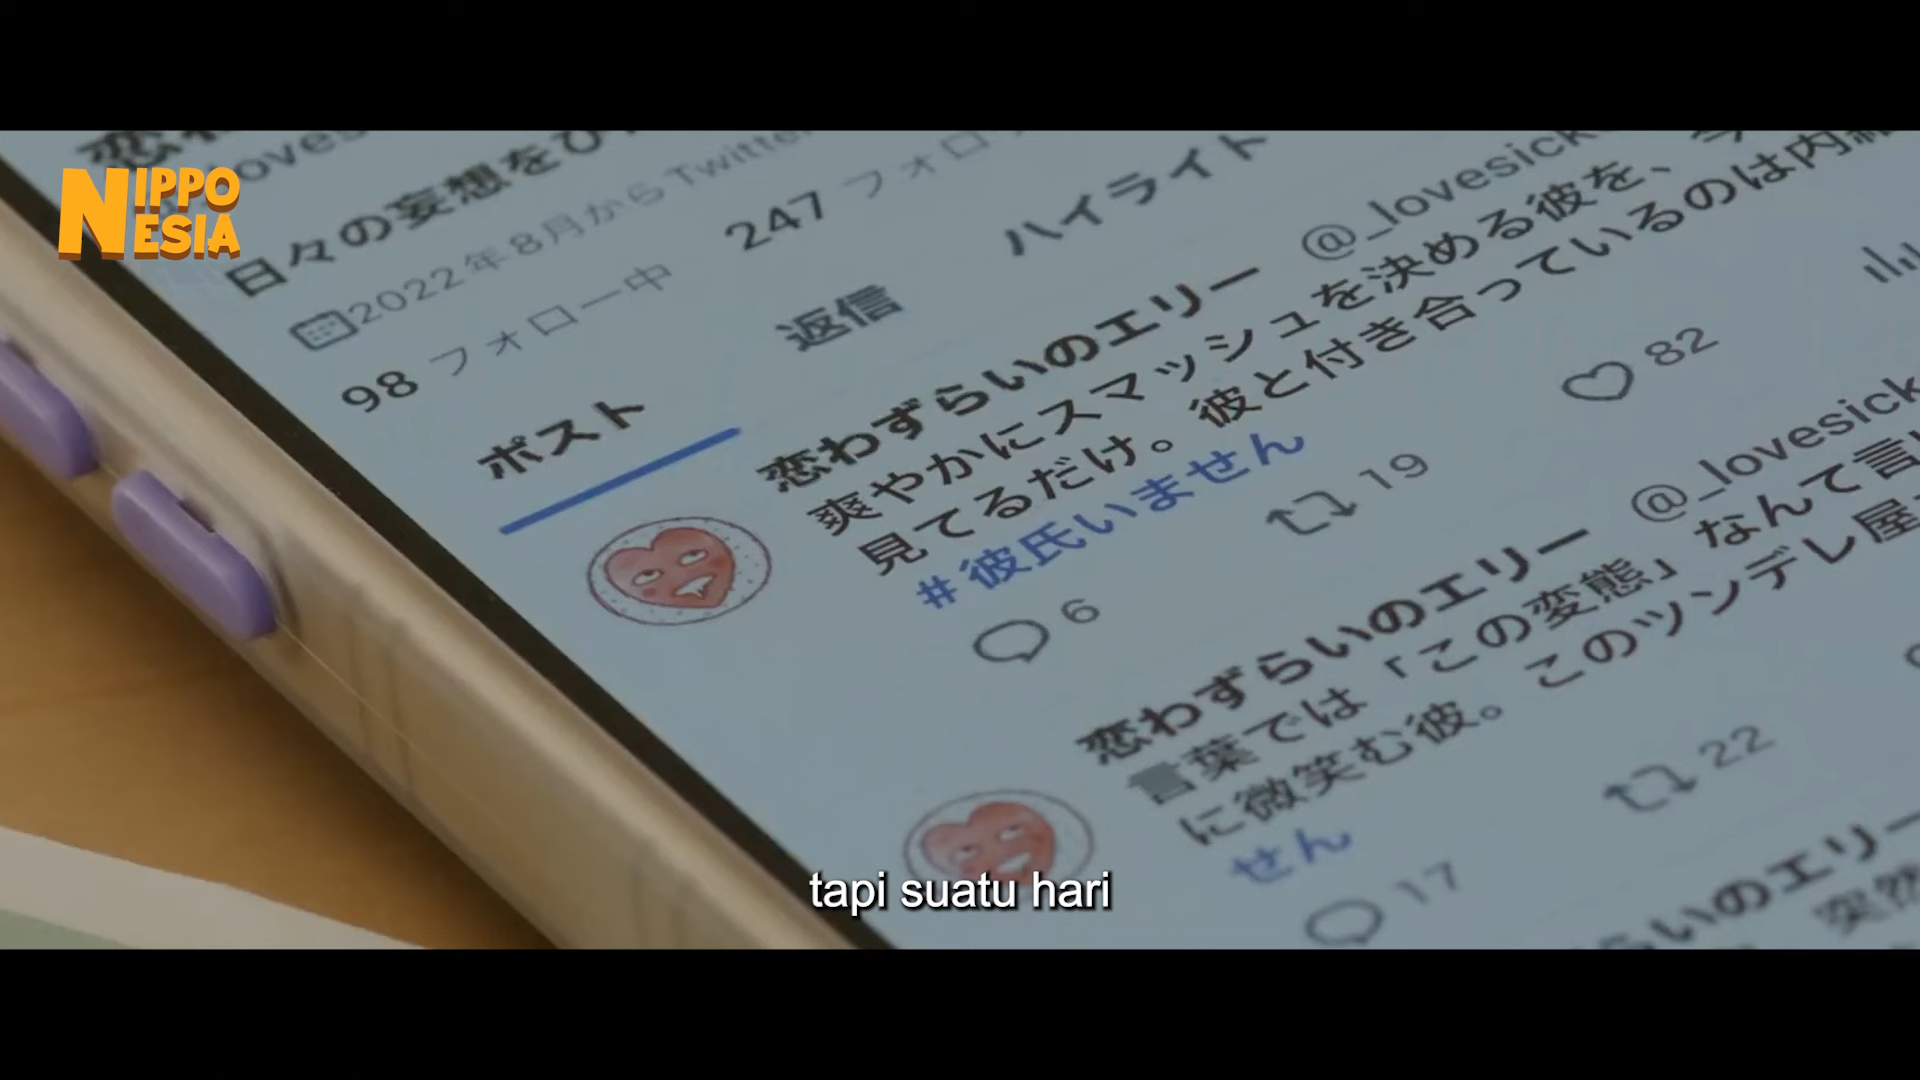 NIPPO
NESIA
日々の妄想を
2022年8月からTwitter
98 フォロー中 247 フォロ
ポスト 返信 ハイライト
恋わずらいのエリー @_lovesick
爽やかにスマッシュを決める彼を、今
見てるだけ。彼と付き合っているのは内緒
#彼氏いません
6 19 82
恋わずらいのエリー @_lovesick
言葉では「この変態」なんて言い
に微笑む彼。このツンデレ屋
せん
17 22
らいのエリー
突然
tapi suatu hari